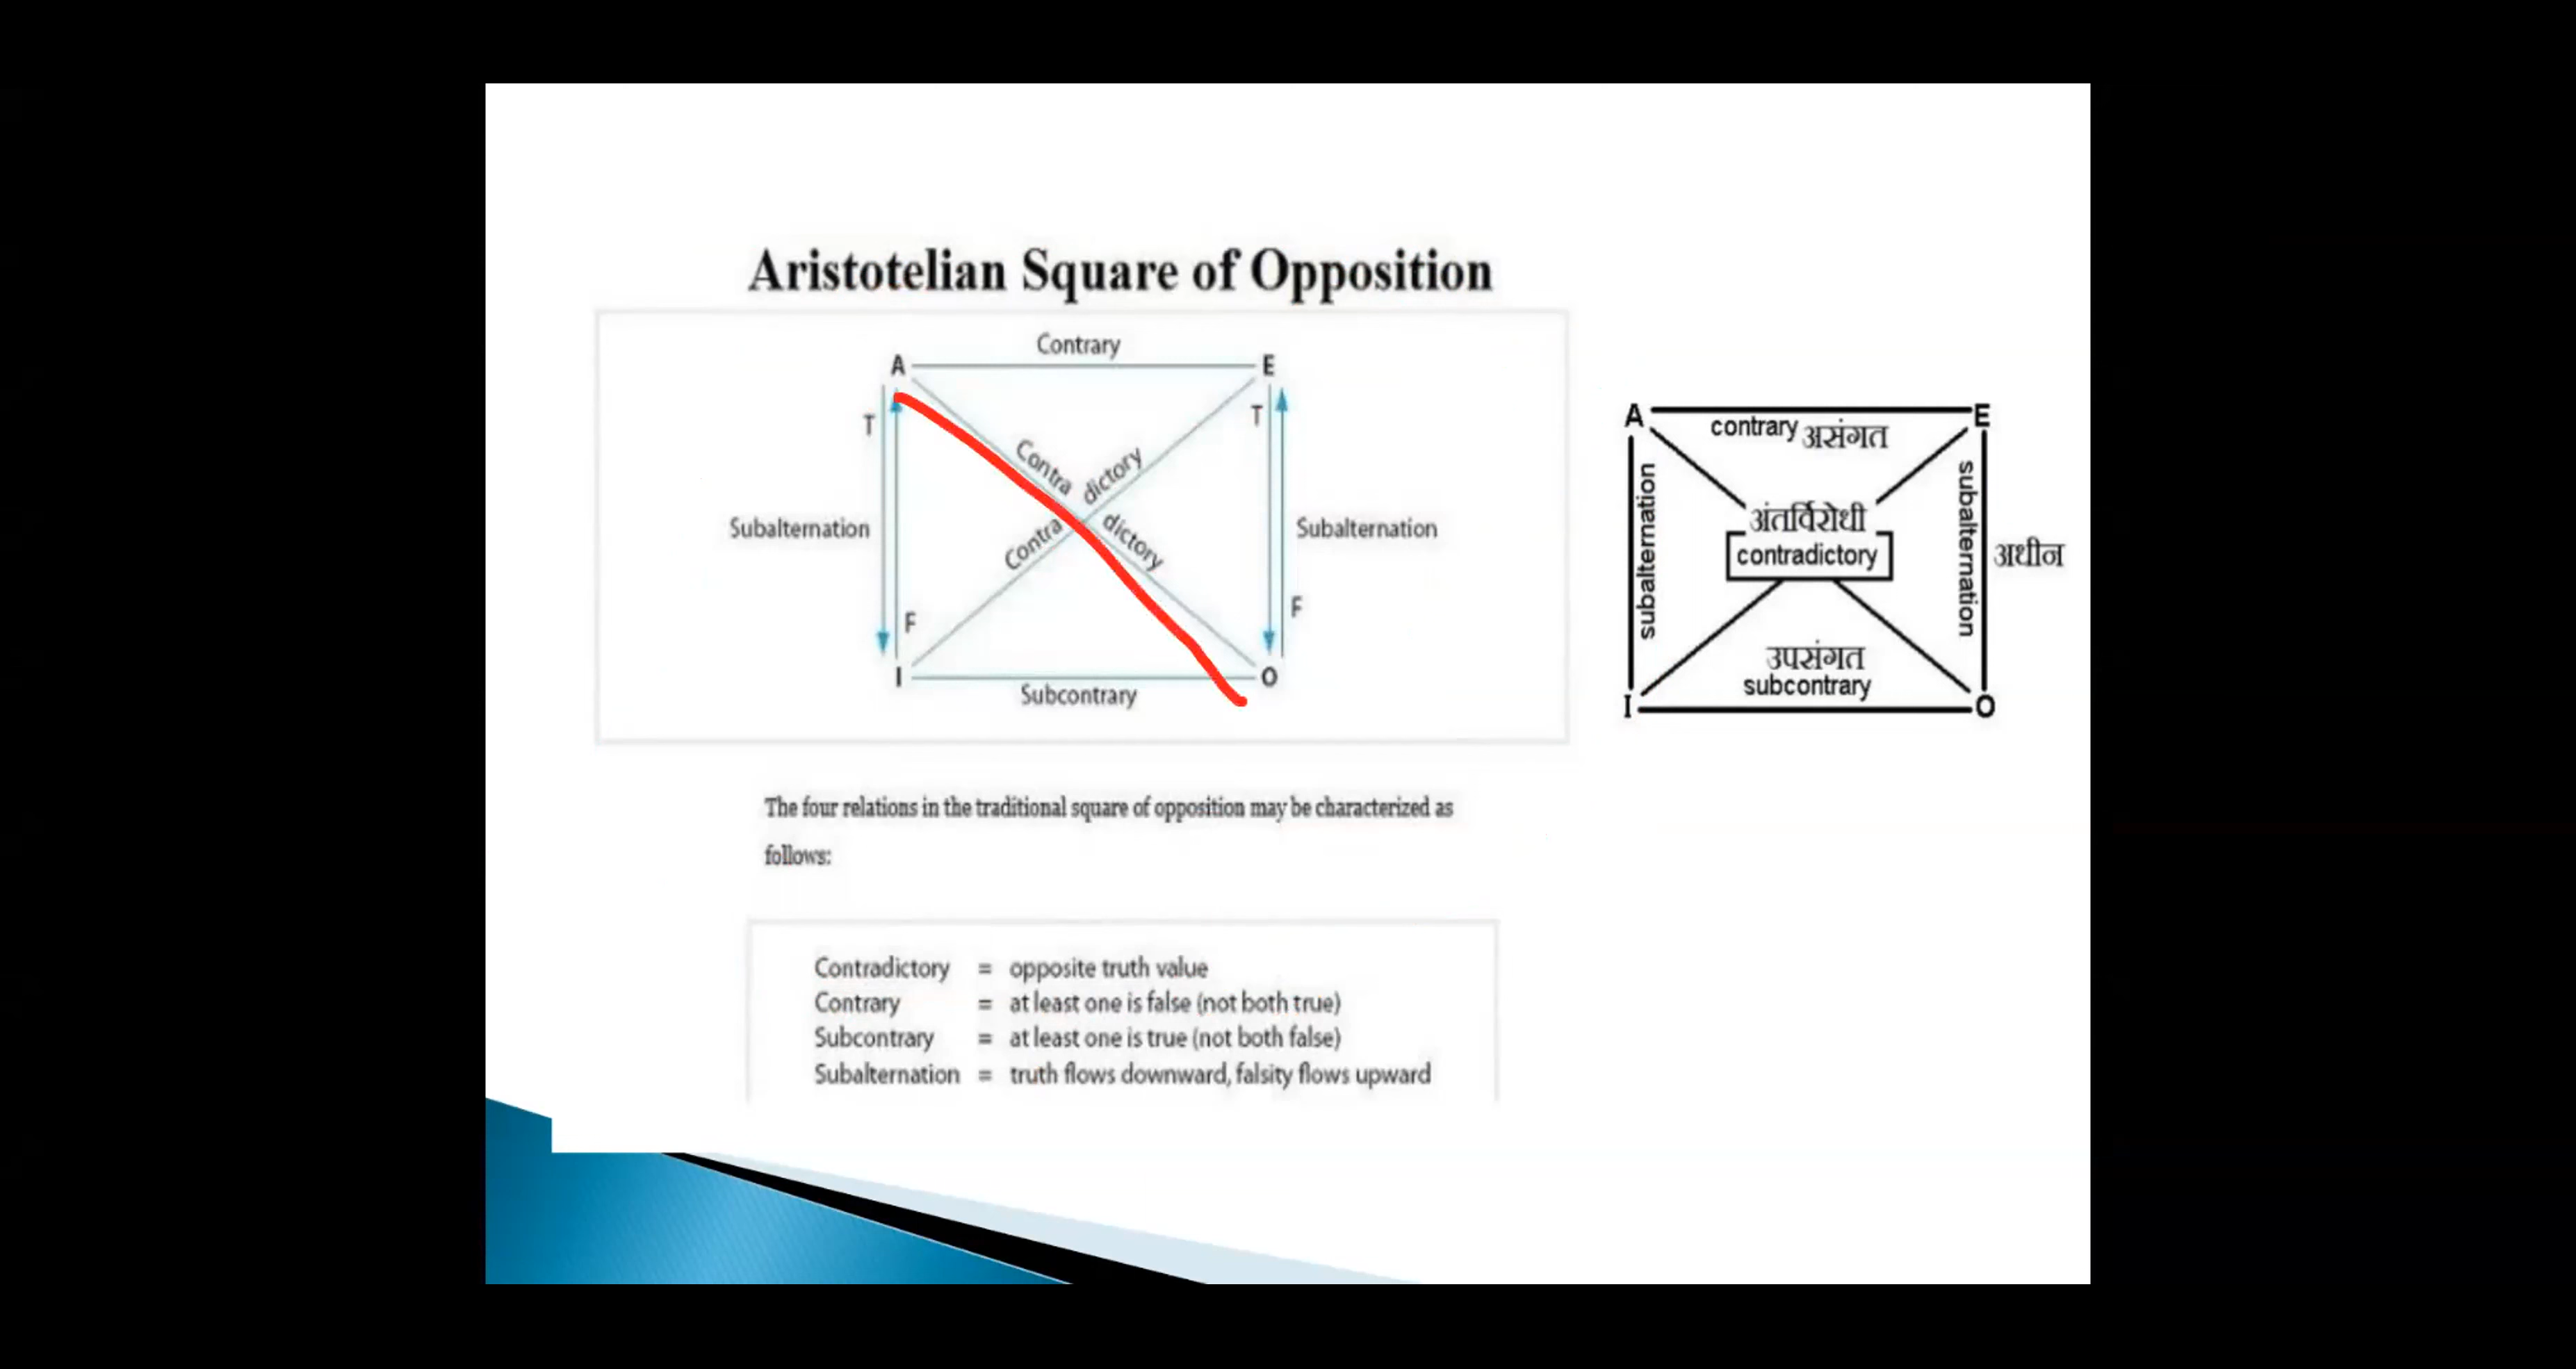 Aristotelian Square of Opposition
Contrary
A
E
T
T
Contra
dictory
Subalternation
Contra
dictory
Subalternation
F
F
I
O
Subcontrary
A
E
contrary असंगत
subalternation
अंतर्विरोधी
contradictory
subalternation
अधीन
उपसंगत
subcontrary
I
O
The four relations in the traditional square of opposition may be characterized as
follows:
Contradictory = opposite truth value
Contrary = at least one is false (not both true)
Subcontrary = at least one is true (not both false)
Subalternation = truth flows downward, falsity flows upward